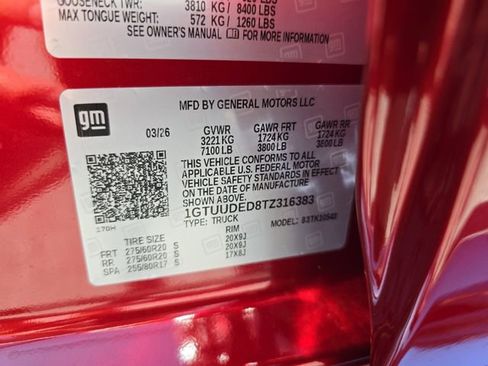 GOOSENECK TWR: 3810 KG/ 8400 LBS
MAX TONGUE WEIGHT: 572 KG / 1260 LBS
SEE OWNER'S MANUAL gm FOR MORE INFORMATION
MFD BY GENERAL MOTORS LLC
gm
03/26 GVWR GAWR FRT GAWR RR
3221 KG 1724 KG 1724 KG
7100 LB 3800 LB 3800 LB
THIS VEHICLE CONFORMS TO ALL
APPLICABLE U.S. FEDERAL MOTOR
VEHICLE SAFETY STANDARDS IN EFFECT
ON THE DATE OF MANUFACTURE SHOWN ABOVE.
1GTUUDED8TZ316383
TYPE: TRUCK MODEL:
TIRE SIZE RIM
FRT 275/60R20 S 20X9J
RR 275/60R20 S 20X9J
SPA 255/80R17 S 17X8J